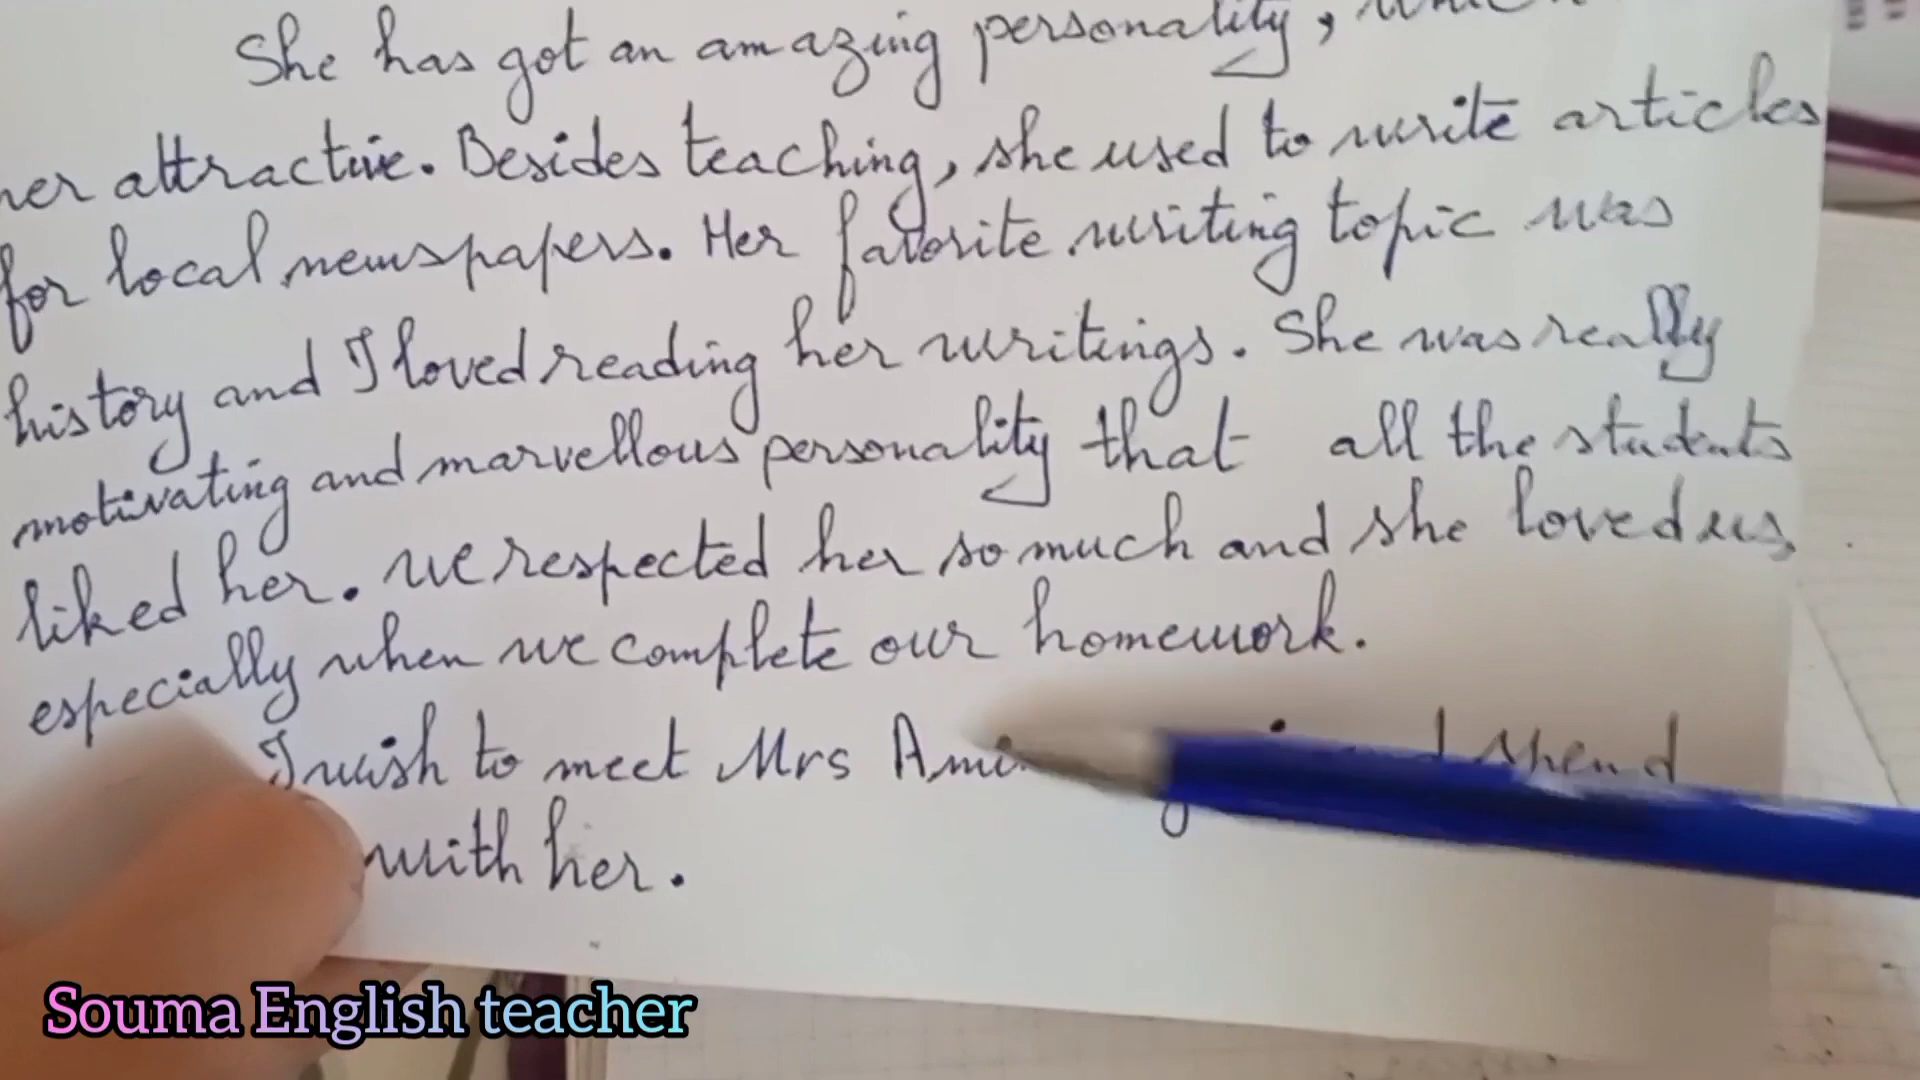 She has got an amazing personality,
her attractive. Besides teaching, she used to write articles
for local newspapers. Her favorite writing topic was
history and I loved reading her writings. She was really
motivating and marvellous personality that all the students
liked her. we respected her so much and she loved us,
especially when we complete our homework.
I wish to meet Mrs and spend
with her.
Souma English teacher